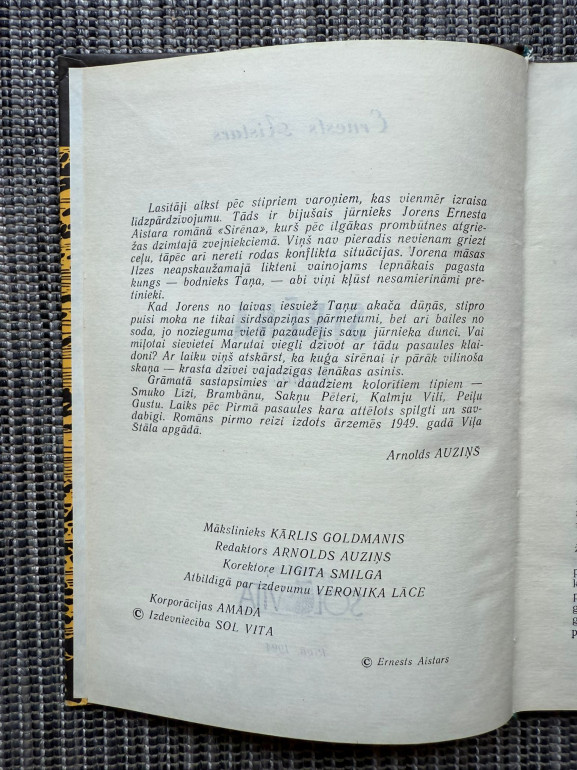 Lasītāji alkst pēc stipriem varoņiem, kas vienmēr izraisa
līdzpārdzīvojumu. Tāds ir bijušais jūrnieks Jorens Ernesta
Aistara romānā «Sirēna», kurš pēc ilgākas prombūtnes atgrie-
žas dzimtajā zvejniekciemā. Viņš nav pieradis nevienam griezt
ceļu, tāpēc arī nereti rodas konflikta situācijas. Jorena māsas
Ilzes neapskaužamajā liktenī vainojams lepnākais pagasta
kungs — bodnieks Taņa, — abi viņi kļūst nesamierināmi pre-
tinieki.
Kad Jorens no laivas iesviež Taņu akača dūņās, stipro
puisi moka ne tikai sirdsapziņas pārmetumi, bet arī bailes no
soda, jo nozieguma vietā pazaudējis savu jūrnieka dunci. Vai
mīļotai sievietei Marutai viegli dzīvot ar tādu pasaules klai-
doni? Ar laiku viņš atskārst, ka kuģa sirēnai ir pārāk vilinoša
skaņa — krasta dzīvei vajadzīgas lēnākas asinis.
Grāmatā sastapsimies ar daudziem kolorītiem tipiem —
Smuko Līzi, Brambānu, Sakņu Pēteri, Kalmju Vili, Peiļu
Gustu. Laiks pēc Pirmā pasaules kara attēlots spilgti un sav-
dabīgi. Romāns pirmo reizi izdots ārzemēs 1949. gadā Viļa
Štāla apgādā.
Arnolds AUZIŅŠ
Mākslinieks KĀRLIS GOLDMANIS
Redaktors ARNOLDS AUZIŅŠ
Korektore LIGITA SMILGA
Atbildīgā par izdevumu VERONIKA LĀCE
Korporācijas AMĀDA
© Izdevniecība SOL VITA
© Ernests Aistars